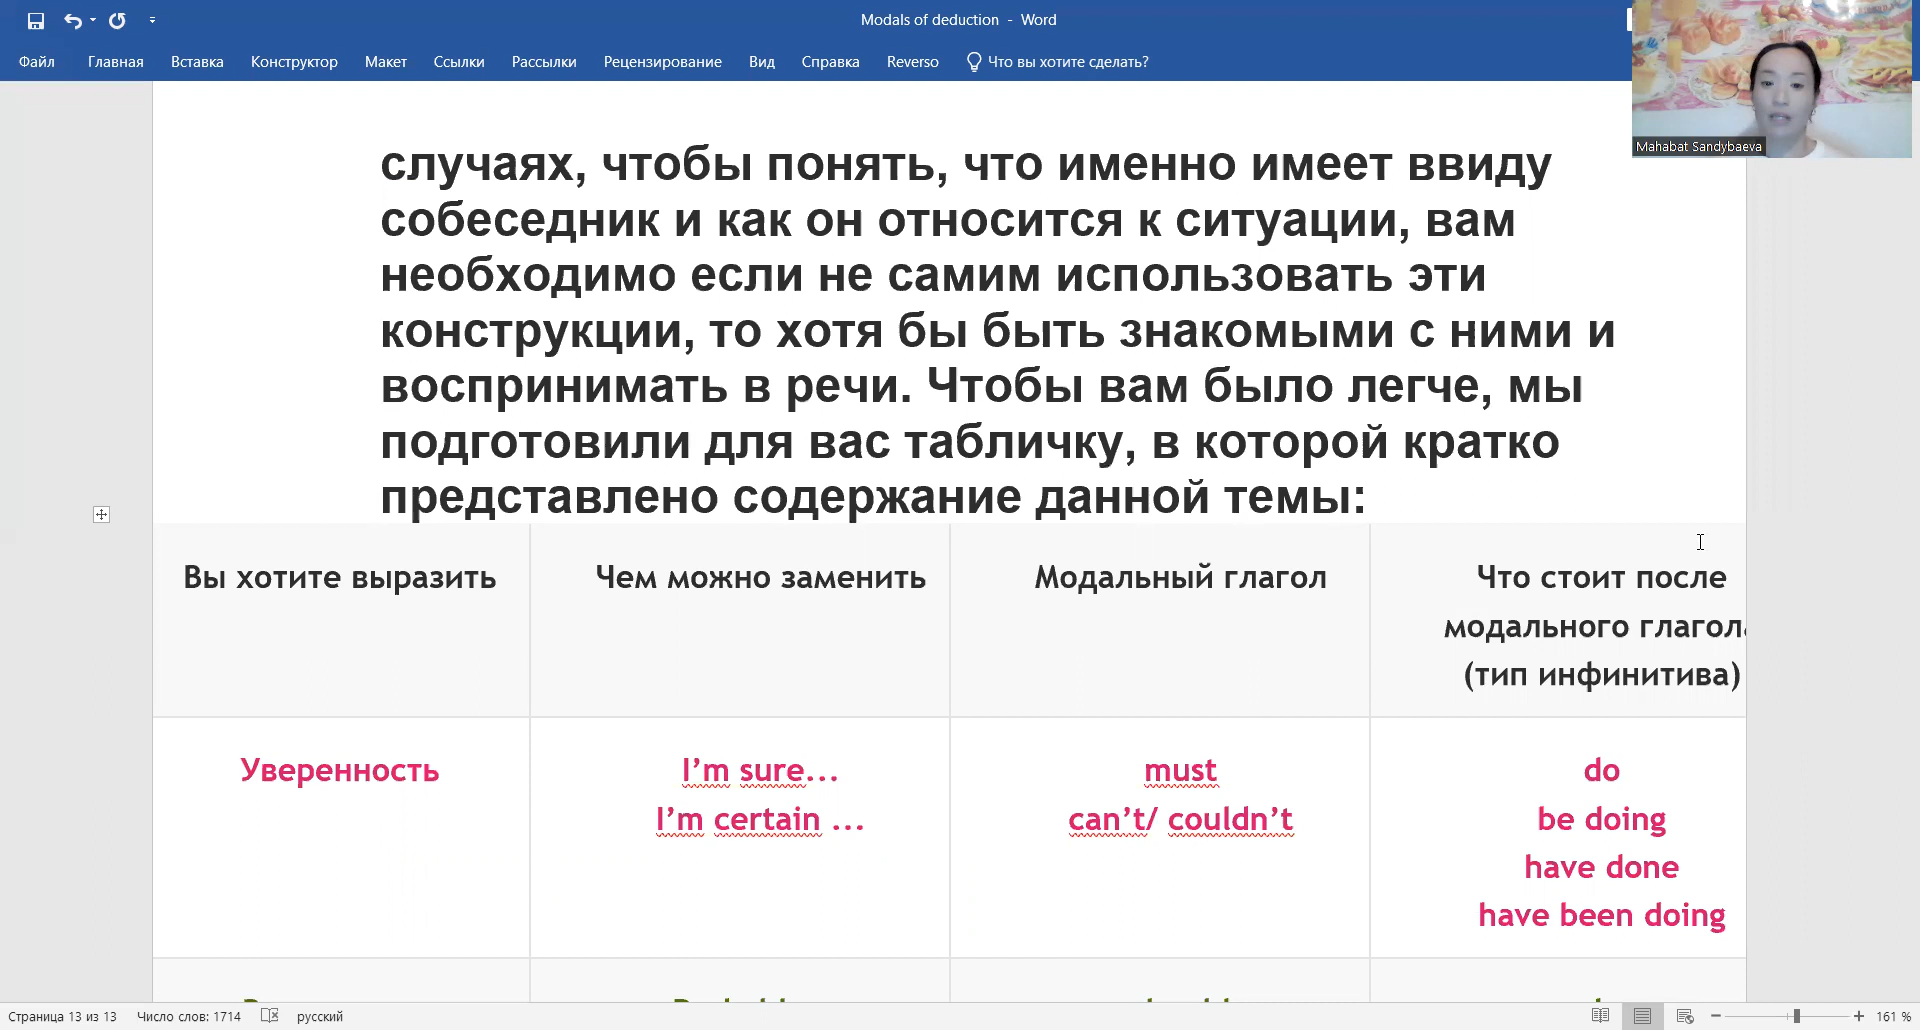 Modals of deduction - Word
Файл Главная Вставка Конструктор Макет Ссылки Рассылки Рецензирование Вид Справка Reverso Что вы хотите сделать?
Mahabat Sandybaeva
случаях, чтобы понять, что именно имеет ввиду
собеседник и как он относится к ситуации, вам
необходимо если не самим использовать эти
конструкции, то хотя бы быть знакомыми с ними и
воспринимать в речи. Чтобы вам было легче, мы
подготовили для вас табличку, в которой кратко
представлено содержание данной темы:
Вы хотите выразить
Чем можно заменить
Модальный глагол
Что стоит после
модального глагола
(тип инфинитива)
Уверенность
I’m sure...
I’m certain ...
must
can’t/ couldn’t
do
be doing
have done
have been doing
Страница 13 из 13 Число слов: 1714 русский 161 %